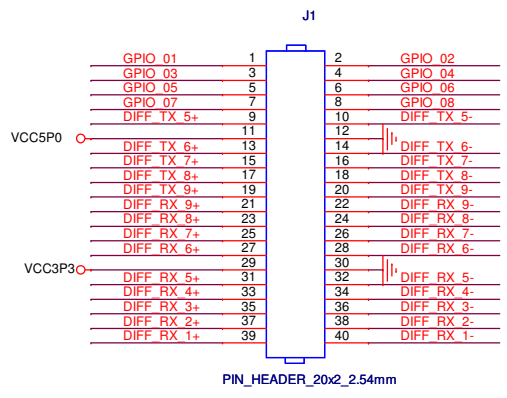 J1
GPIO_01 1 2 GPIO_02
GPIO_03 3 4 GPIO_04
GPIO_05 5 6 GPIO_06
GPIO_07 7 8 GPIO_08
DIFF_TX_5+ 9 10 DIFF_TX_5-
VCC5P0 11 12
DIFF_TX_6+ 13 14 DIFF_TX_6-
DIFF_TX_7+ 15 16 DIFF_TX_7-
DIFF_TX_8+ 17 18 DIFF_TX_8-
DIFF_TX_9+ 19 20 DIFF_TX_9-
DIFF_RX_9+ 21 22 DIFF_RX_9-
DIFF_RX_8+ 23 24 DIFF_RX_8-
DIFF_RX_7+ 25 26 DIFF_RX_7-
DIFF_RX_6+ 27 28 DIFF_RX_6-
VCC3P3 29 30
DIFF_RX_5+ 31 32 DIFF_RX_5-
DIFF_RX_4+ 33 34 DIFF_RX_4-
DIFF_RX_3+ 35 36 DIFF_RX_3-
DIFF_RX_2+ 37 38 DIFF_RX_2-
DIFF_RX_1+ 39 40 DIFF_RX_1-
PIN_HEADER_20x2_2.54mm